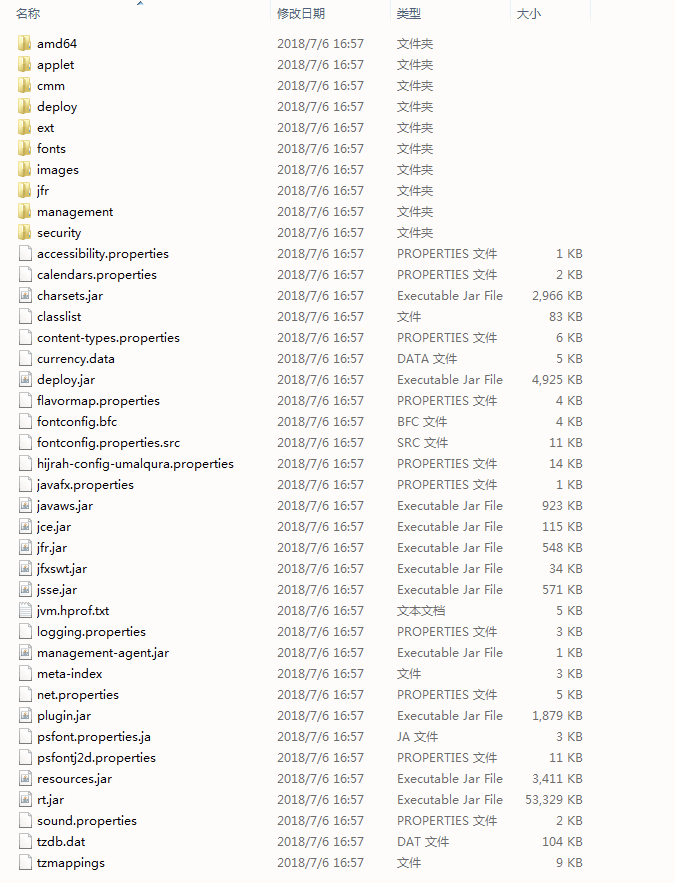 名称 修改日期 类型 大小
amd64 2018/7/6 16:57 文件夹
applet 2018/7/6 16:57 文件夹
cmm 2018/7/6 16:57 文件夹
deploy 2018/7/6 16:57 文件夹
ext 2018/7/6 16:57 文件夹
fonts 2018/7/6 16:57 文件夹
images 2018/7/6 16:57 文件夹
jfr 2018/7/6 16:57 文件夹
management 2018/7/6 16:57 文件夹
security 2018/7/6 16:57 文件夹
accessibility.properties 2018/7/6 16:57 PROPERTIES 文件 1 KB
calendars.properties 2018/7/6 16:57 PROPERTIES 文件 2 KB
charsets.jar 2018/7/6 16:57 Executable Jar File 2,966 KB
classlist 2018/7/6 16:57 文件 83 KB
content-types.properties 2018/7/6 16:57 PROPERTIES 文件 6 KB
currency.data 2018/7/6 16:57 DATA 文件 5 KB
deploy.jar 2018/7/6 16:57 Executable Jar File 4,925 KB
flavormap.properties 2018/7/6 16:57 PROPERTIES 文件 4 KB
fontconfig.bfc 2018/7/6 16:57 BFC 文件 4 KB
fontconfig.properties.src 2018/7/6 16:57 SRC 文件 11 KB
hijrah-config-umalqura.properties 2018/7/6 16:57 PROPERTIES 文件 14 KB
javafx.properties 2018/7/6 16:57 PROPERTIES 文件 1 KB
javaws.jar 2018/7/6 16:57 Executable Jar File 923 KB
jce.jar 2018/7/6 16:57 Executable Jar File 115 KB
jfr.jar 2018/7/6 16:57 Executable Jar File 548 KB
jfxswt.jar 2018/7/6 16:57 Executable Jar File 34 KB
jsse.jar 2018/7/6 16:57 Executable Jar File 571 KB
jvm.hprof.txt 2018/7/6 16:57 文本文档 5 KB
logging.properties 2018/7/6 16:57 PROPERTIES 文件 3 KB
management-agent.jar 2018/7/6 16:57 Executable Jar File 1 KB
meta-index 2018/7/6 16:57 文件 3 KB
net.properties 2018/7/6 16:57 PROPERTIES 文件 5 KB
plugin.jar 2018/7/6 16:57 Executable Jar File 1,879 KB
psfont.properties.ja 2018/7/6 16:57 JA 文件 3 KB
psfontj2d.properties 2018/7/6 16:57 PROPERTIES 文件 11 KB
resources.jar 2018/7/6 16:57 Executable Jar File 3,411 KB
rt.jar 2018/7/6 16:57 Executable Jar File 53,329 KB
sound.properties 2018/7/6 16:57 PROPERTIES 文件 2 KB
tzdb.dat 2018/7/6 16:57 DAT 文件 104 KB
tzmappings 2018/7/6 16:57 文件 9 KB